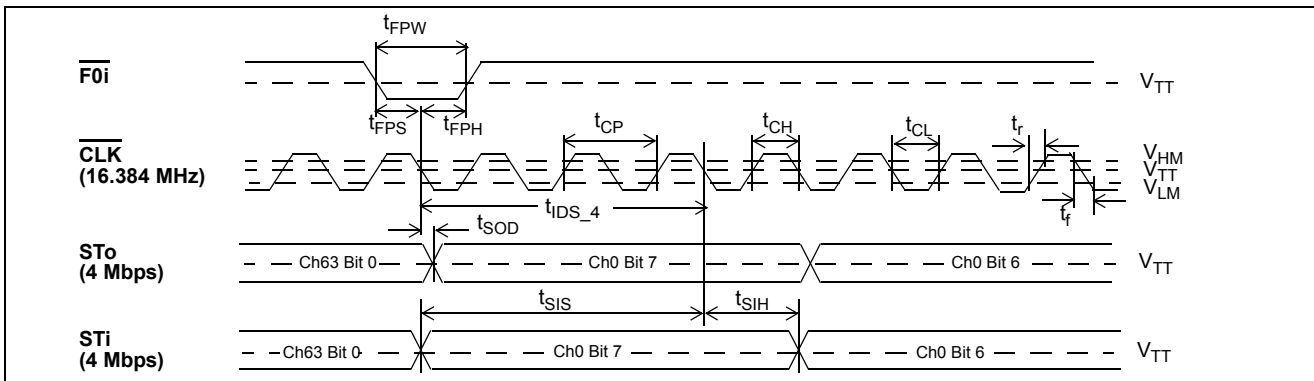 tFPW
F0i
VTT
tFPS
tFPH
tCP
tCH
tCL
tr
CLK
(16.384 MHz)
VHM
VTT
VLM
tIDS_4
tf
tSOD
STo
(4 Mbps)
Ch63 Bit 0
Ch0 Bit 7
Ch0 Bit 6
VTT
tSIS
tSIH
STi
(4 Mbps)
Ch63 Bit 0
Ch0 Bit 7
Ch0 Bit 6
VTT